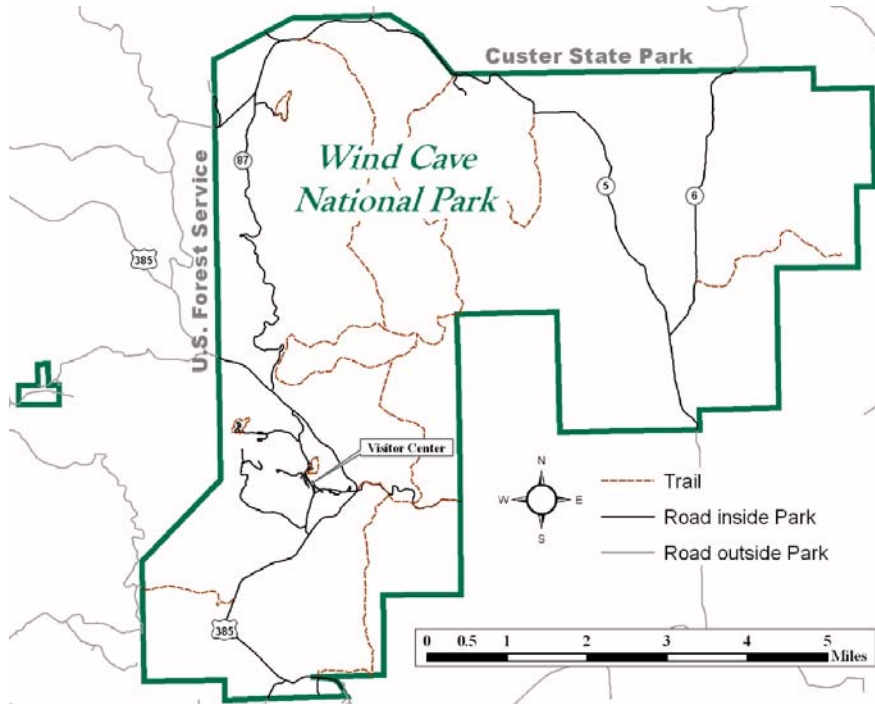 Custer State Park
Wind Cave
National Park
87
5
6
385
U.S. Forest Service
Visitor Center
N
W
E
S
Trail
Road inside Park
Road outside Park
385
0 0.5 1 2 3 4 5
Miles